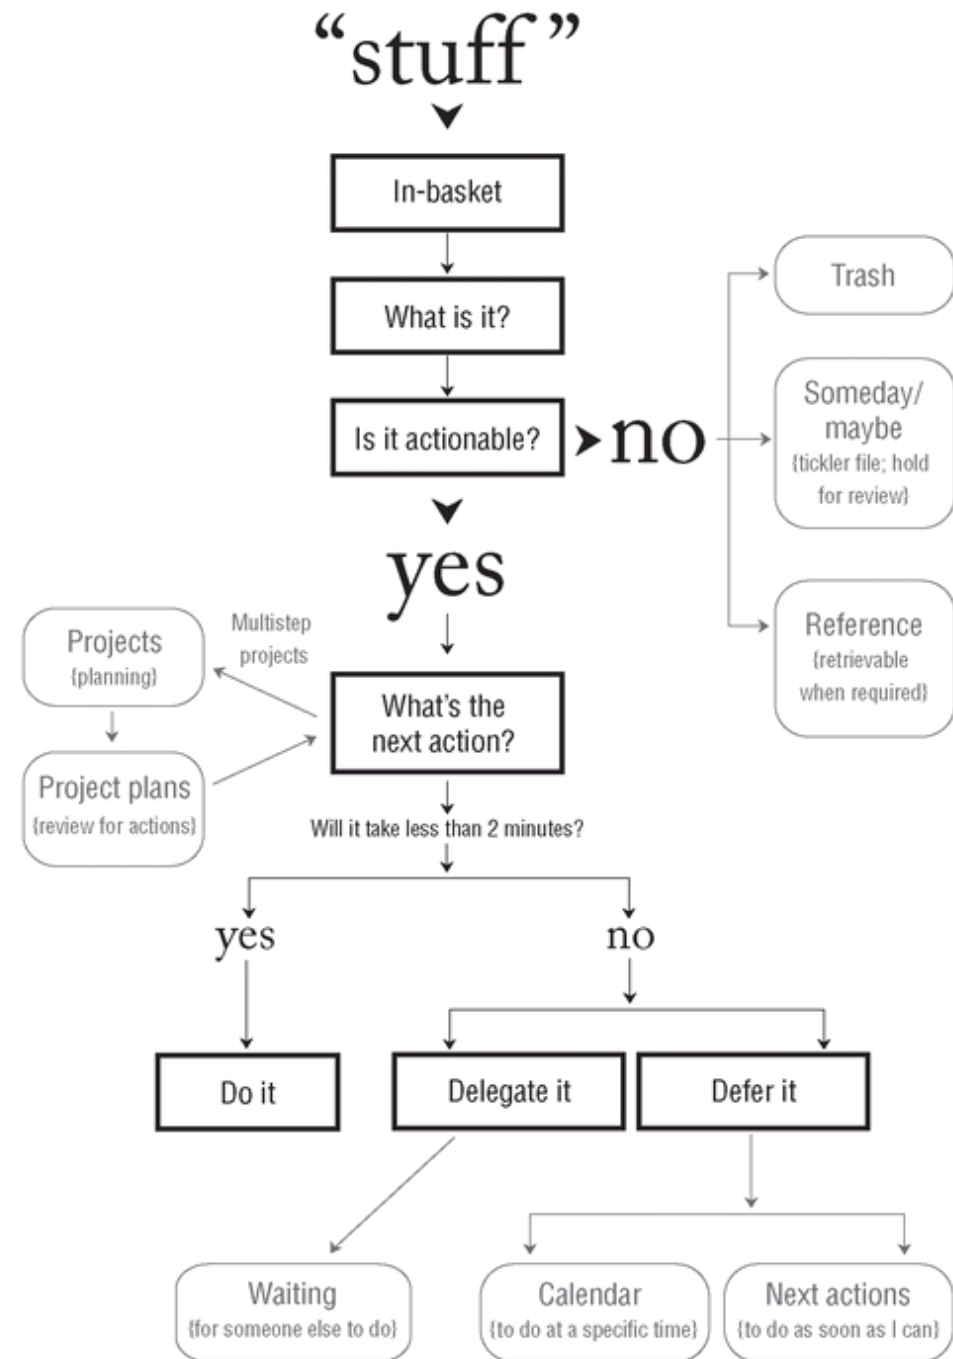 “stuff”
In-basket
What is it?
Is it actionable?
no
Trash
Someday/
maybe
{tickler file; hold
for review}
Reference
{retrievable
when required}
yes
Multistep
projects
Projects
{planning}
Project plans
{review for actions}
What’s the
next action?
Will it take less than 2 minutes?
yes
no
Do it
Delegate it
Defer it
Waiting
{for someone else to do}
Calendar
{to do at a specific time}
Next actions
{to do as soon as I can}